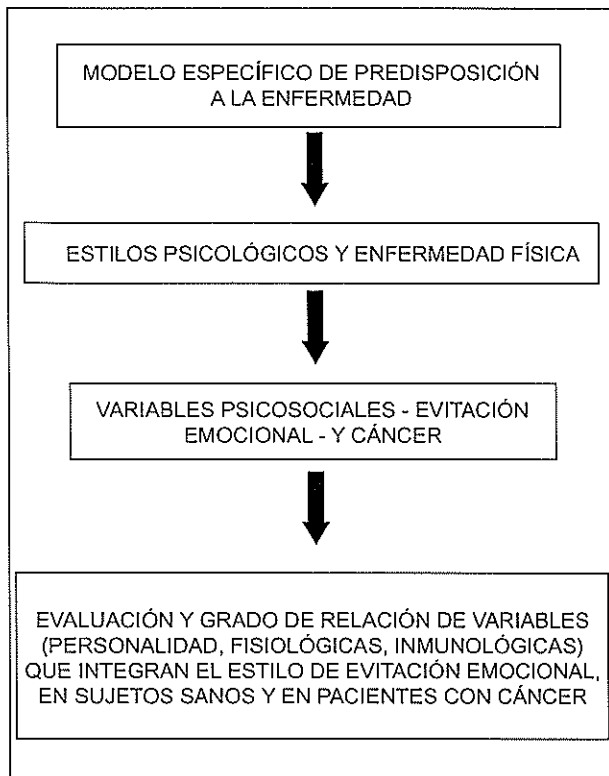 MODELO ESPECÍFICO DE PREDISPOSICIÓN
A LA ENFERMEDAD
ESTILOS PSICOLÓGICOS Y ENFERMEDAD FÍSICA
VARIABLES PSICOSOCIALES - EVITACIÓN
EMOCIONAL - Y CÁNCER
EVALUACIÓN Y GRADO DE RELACIÓN DE VARIABLES
(PERSONALIDAD, FISIOLÓGICAS, INMUNOLÓGICAS)
QUE INTEGRAN EL ESTILO DE EVITACIÓN EMOCIONAL,
EN SUJETOS SANOS Y EN PACIENTES CON CÁNCER